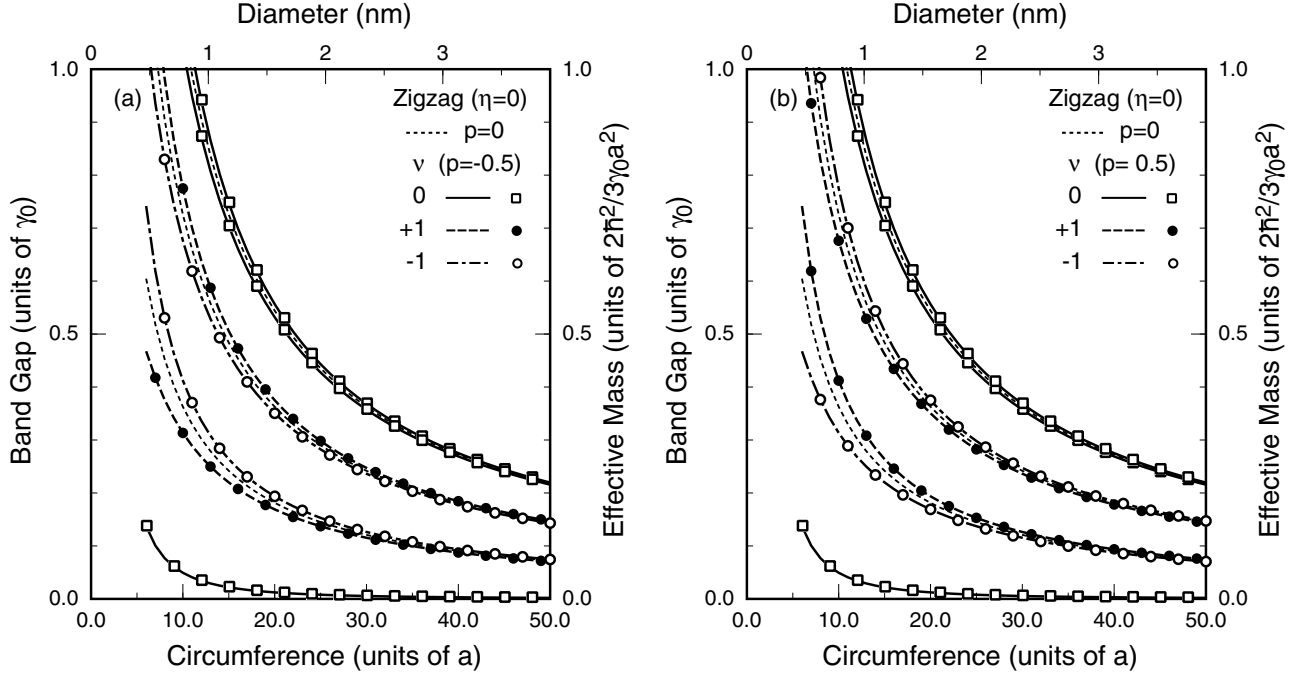 Diameter (nm)
0 1 2 3
1.0
0.5
0.0
(a)
Zigzag (η=0)
p=0
ν (p=-0.5)
0
+1
-1
1.0
0.5
0.0
0.0 10.0 20.0 30.0 40.0 50.0
Circumference (units of a)
Band Gap (units of γ₀)
Effective Mass (units of 2ℏ²/3γ₀a²)
Diameter (nm)
0 1 2 3
1.0
0.5
0.0
(b)
Zigzag (η=0)
p=0
ν (p= 0.5)
0
+1
-1
1.0
0.5
0.0
0.0 10.0 20.0 30.0 40.0 50.0
Circumference (units of a)
Band Gap (units of γ₀)
Effective Mass (units of 2ℏ²/3γ₀a²)